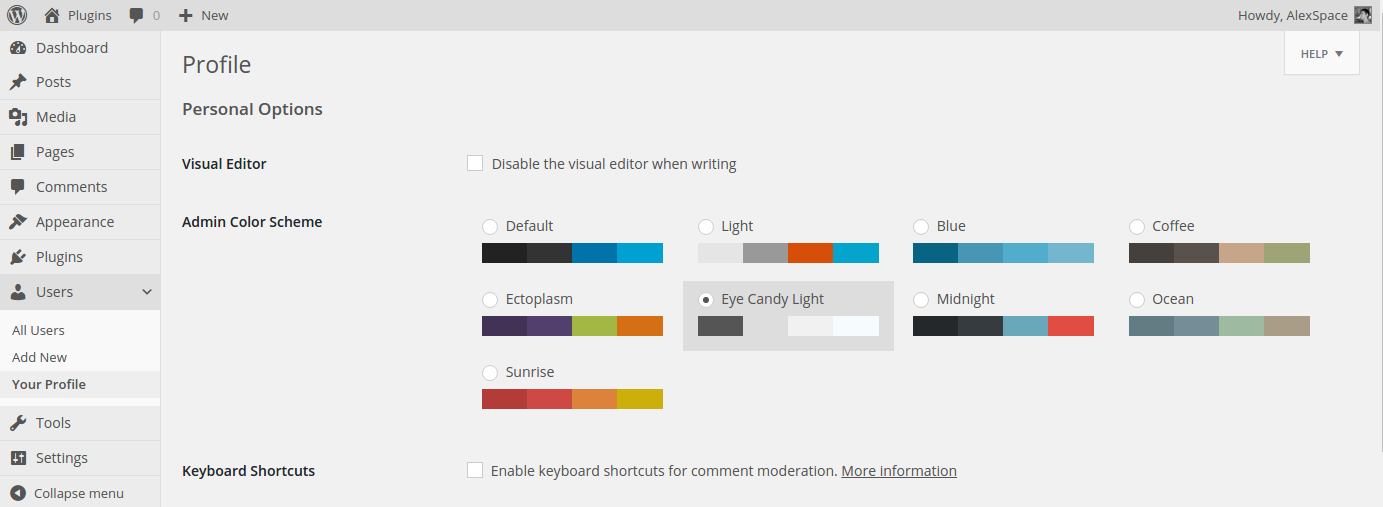 Plugins 0 New Howdy, AlexSpace
Dashboard
Posts
Media
Pages
Comments
Appearance
Plugins
Users
All Users
Add New
Your Profile
Tools
Settings
Collapse menu
HELP
Profile
Personal Options
Visual Editor Disable the visual editor when writing
Admin Color Scheme
Default Light Blue Coffee
Ectoplasm Eye Candy Light Midnight Ocean
Sunrise
Keyboard Shortcuts Enable keyboard shortcuts for comment moderation. More information